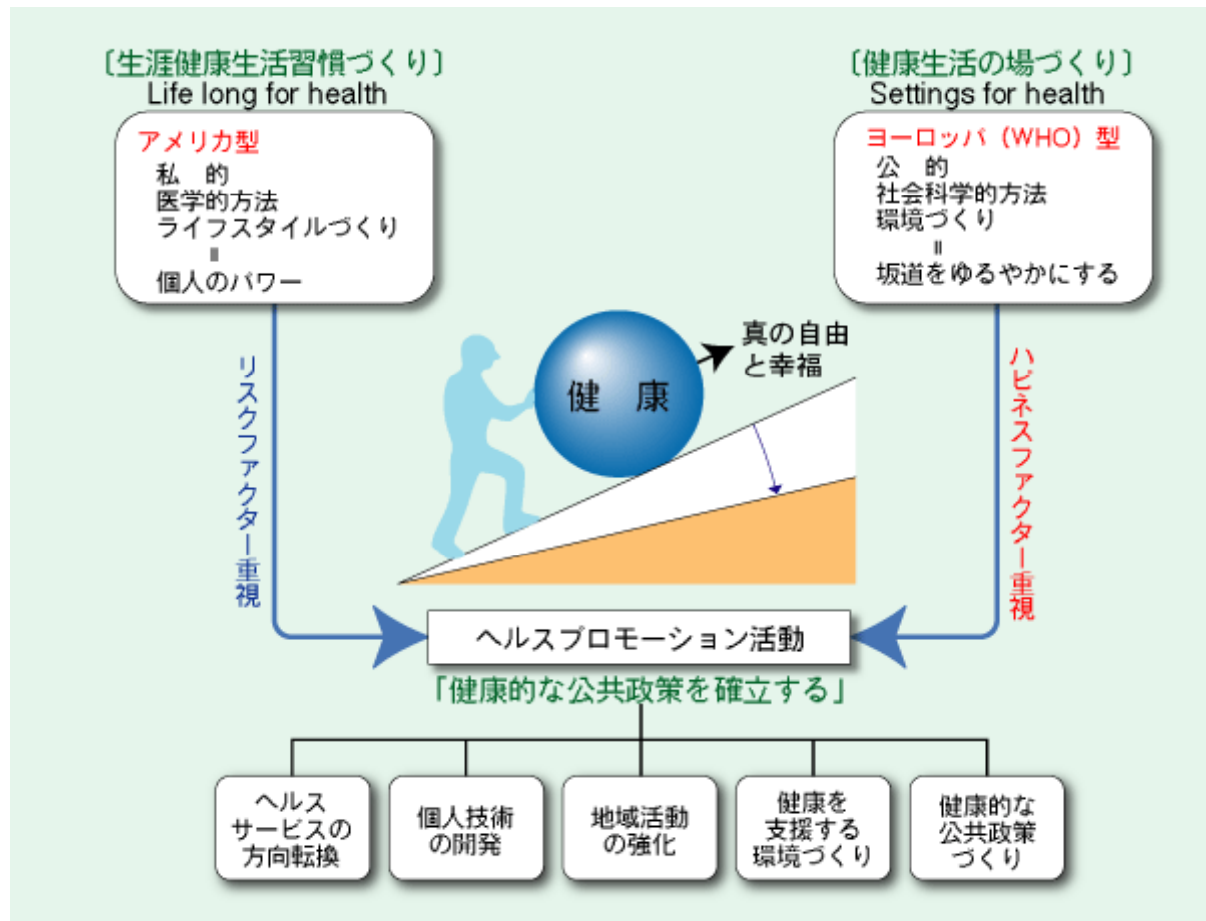 〔生涯健康生活習慣づくり〕
Life long for health
アメリカ型
私 的
医学的方法
ライフスタイルづくり
=
個人のパワー
〔健康生活の場づくり〕
Settings for health
ヨーロッパ（WHO）型
公 的
社会科学的方法
環境づくり
=
坂道をゆるやかにする
リスクファクター重視
健 康
真の自由
と幸福
ハピネスファクター重視
ヘルスプロモーション活動
「健康的な公共政策を確立する」
ヘルス
サービスの
方向転換
個人技術
の開発
地域活動
の強化
健康を
支援する
環境づくり
健康的な
公共政策
づくり